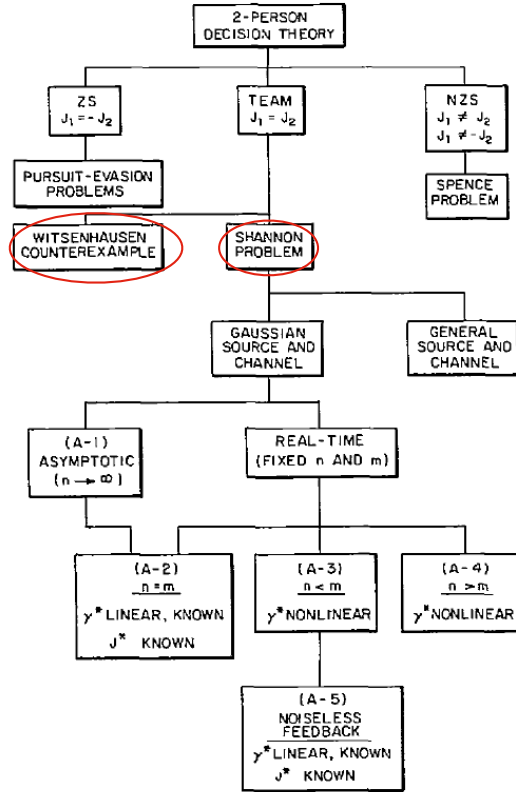 2-PERSON
DECISION THEORY
ZS
J₁ = - J₂
TEAM
J₁ = J₂
NZS
J₁ ≠ J₂
J₁ ≠ -J₂
PURSUIT-EVASION
PROBLEMS
SPENCE
PROBLEM
WITSENHAUSEN
COUNTEREXAMPLE
SHANNON
PROBLEM
GAUSSIAN
SOURCE AND
CHANNEL
GENERAL
SOURCE AND
CHANNEL
(A-1)
ASYMPTOTIC
(n → ∞)
REAL-TIME
(FIXED n AND m)
(A-2)
n = m
γ* LINEAR, KNOWN
J* KNOWN
(A-3)
n < m
γ* NONLINEAR
(A-4)
n > m
γ* NONLINEAR
(A-5)
NOISELESS
FEEDBACK
γ* LINEAR, KNOWN
J* KNOWN